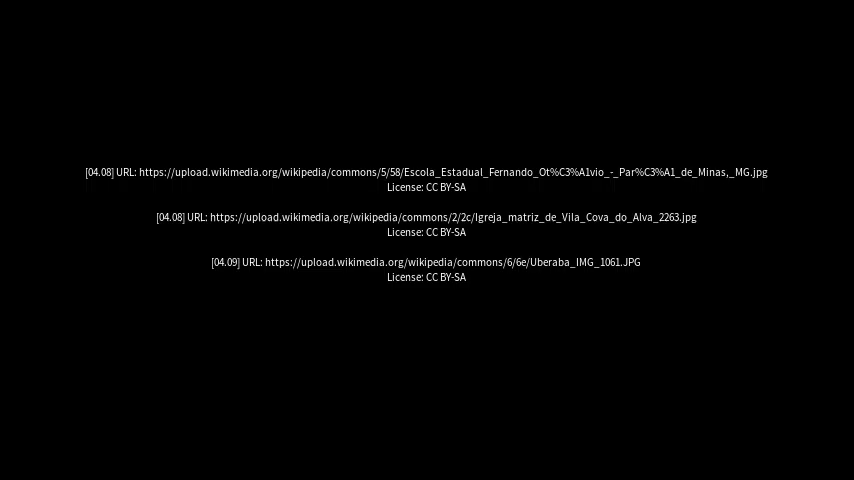 [04.08] URL: https://upload.wikimedia.org/wikipedia/commons/5/58/Escola_Estadual_Fernando_Ot%C3%A1vio_-_Par%C3%A1_de_Minas,_MG.jpg
License: CC BY-SA
[04.08] URL: https://upload.wikimedia.org/wikipedia/commons/2/2c/Igreja_matriz_de_Vila_Cova_do_Alva_2263.jpg
License: CC BY-SA
[04.09] URL: https://upload.wikimedia.org/wikipedia/commons/6/6e/Uberaba_IMG_1061.JPG
License: CC BY-SA